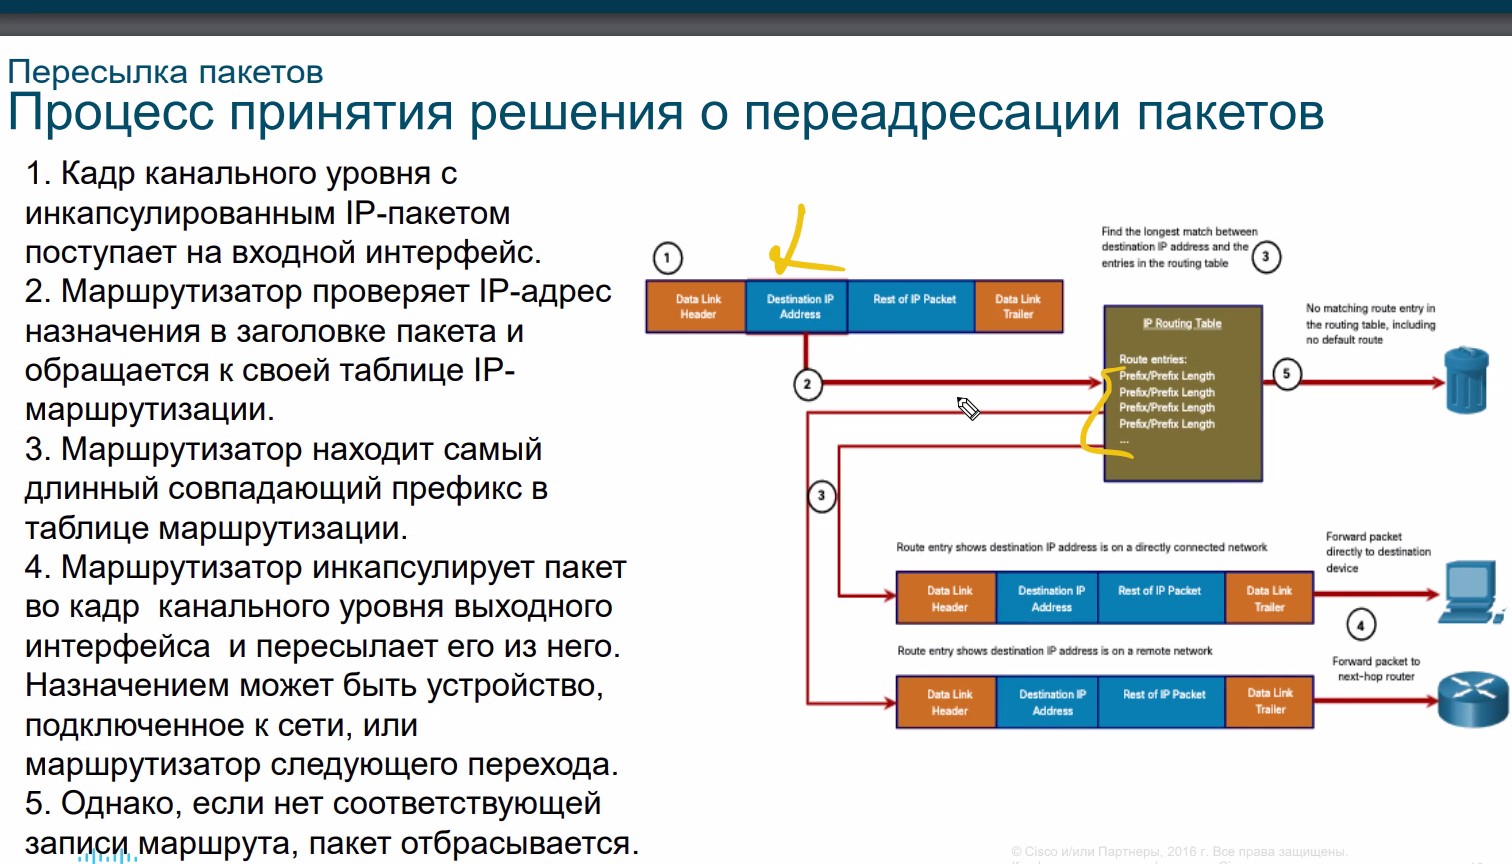 Пересылка пакетов
Процесс принятия решения о переадресации пакетов
1. Кадр канального уровня с
инкапсулированным IP-пакетом
поступает на входной интерфейс.
2. Маршрутизатор проверяет IP-адрес
назначения в заголовке пакета и
обращается к своей таблице IP-
маршрутизации.
3. Маршрутизатор находит самый
длинный совпадающий префикс в
таблице маршрутизации.
4. Маршрутизатор инкапсулирует пакет
во кадр  канального уровня выходного
интерфейса  и пересылает его из него.
Назначением может быть устройство,
подключенное к сети, или
маршрутизатор следующего перехода.
5. Однако, если нет соответствующей
записи маршрута, пакет отбрасывается.
1
Data Link
Header
Destination IP
Address
Rest of IP Packet
Data Link
Trailer
2
Find the longest match between
destination IP address and the
entries in the routing table
3
IP Routing Table
Route entries:
Prefix/Prefix Length
Prefix/Prefix Length
Prefix/Prefix Length
Prefix/Prefix Length
...
5
No matching route entry in
the routing table, including
no default route
3
Route entry shows destination IP address is on a directly connected network
Data Link
Header
Destination IP
Address
Rest of IP Packet
Data Link
Trailer
Forward packet
directly to destination
device
4
Route entry shows destination IP address is on a remote network
Data Link
Header
Destination IP
Address
Rest of IP Packet
Data Link
Trailer
Forward packet to
next-hop router
© Cisco и/или Партнеры, 2016 г. Все права защищены.